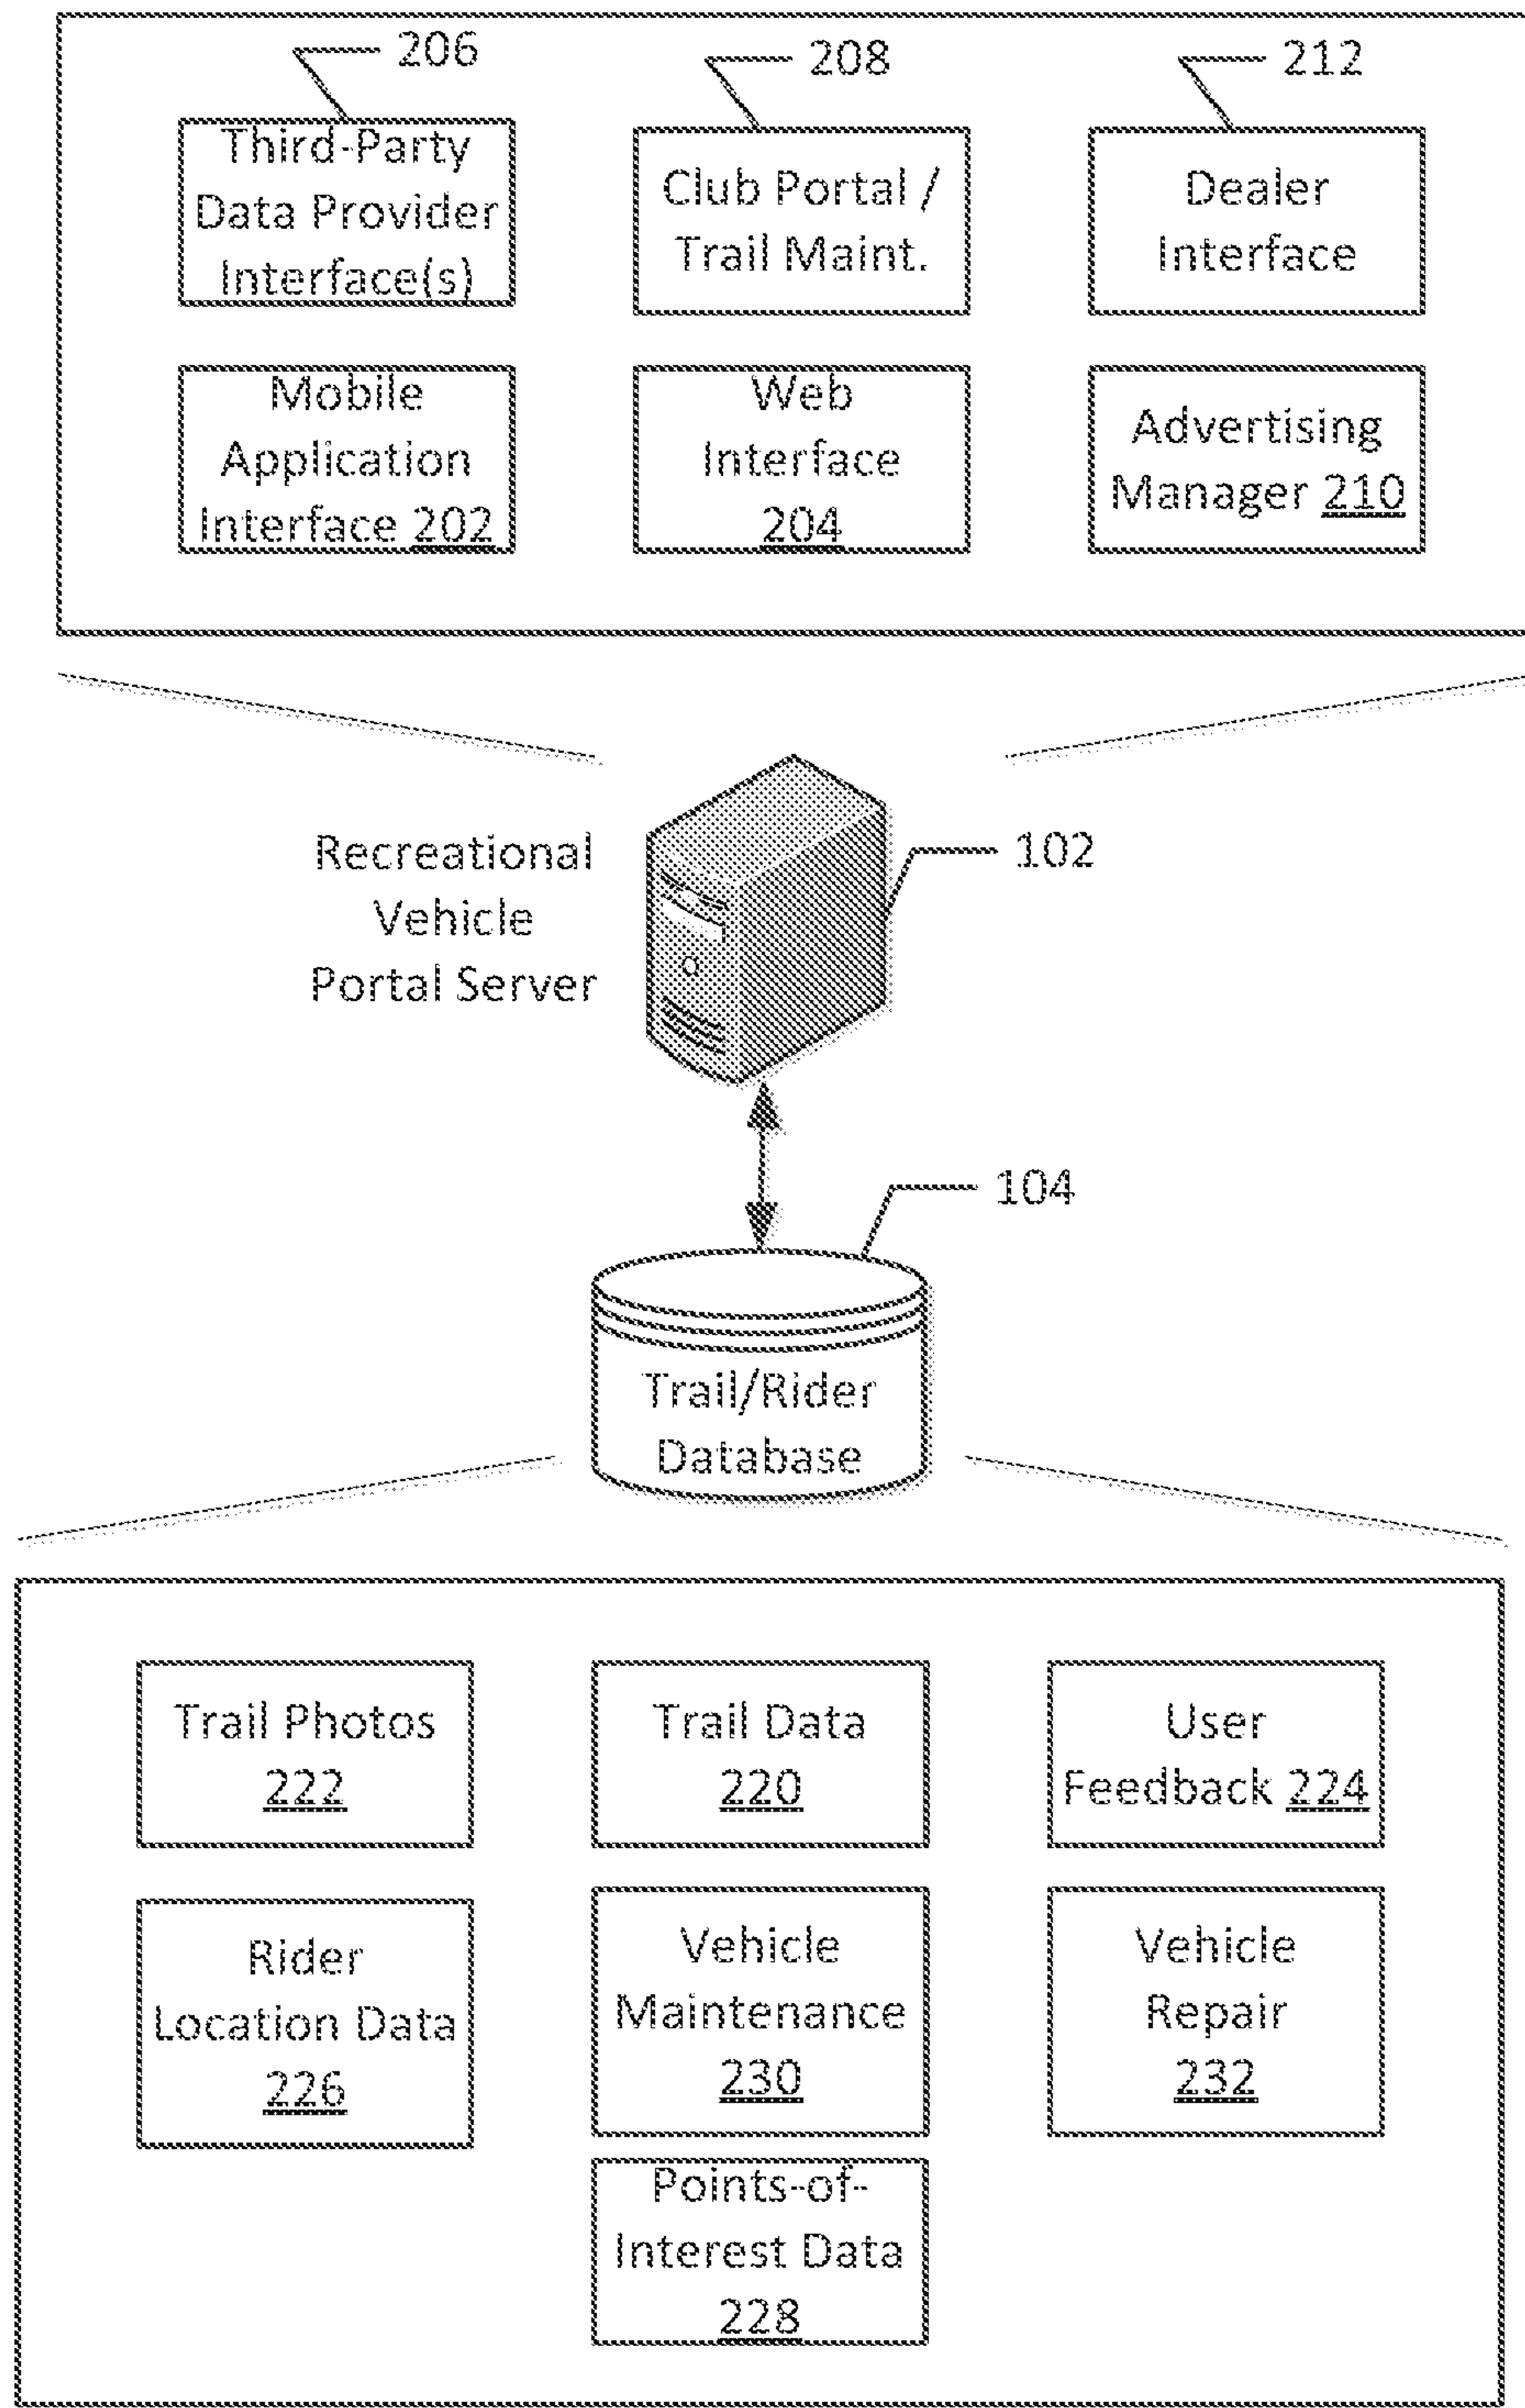 206
208
212
Third-Party
Data Provider
Interface(s)
Club Portal /
Trail Maint.
Dealer
Interface
Mobile
Application
Interface 202
Web
Interface
204
Advertising
Manager 210
Recreational
Vehicle
Portal Server
102
104
Trail/Rider
Database
Trail Photos
222
Trail Data
220
User
Feedback 224
Rider
Location Data
226
Vehicle
Maintenance
230
Vehicle
Repair
232
Points-of-
Interest Data
228